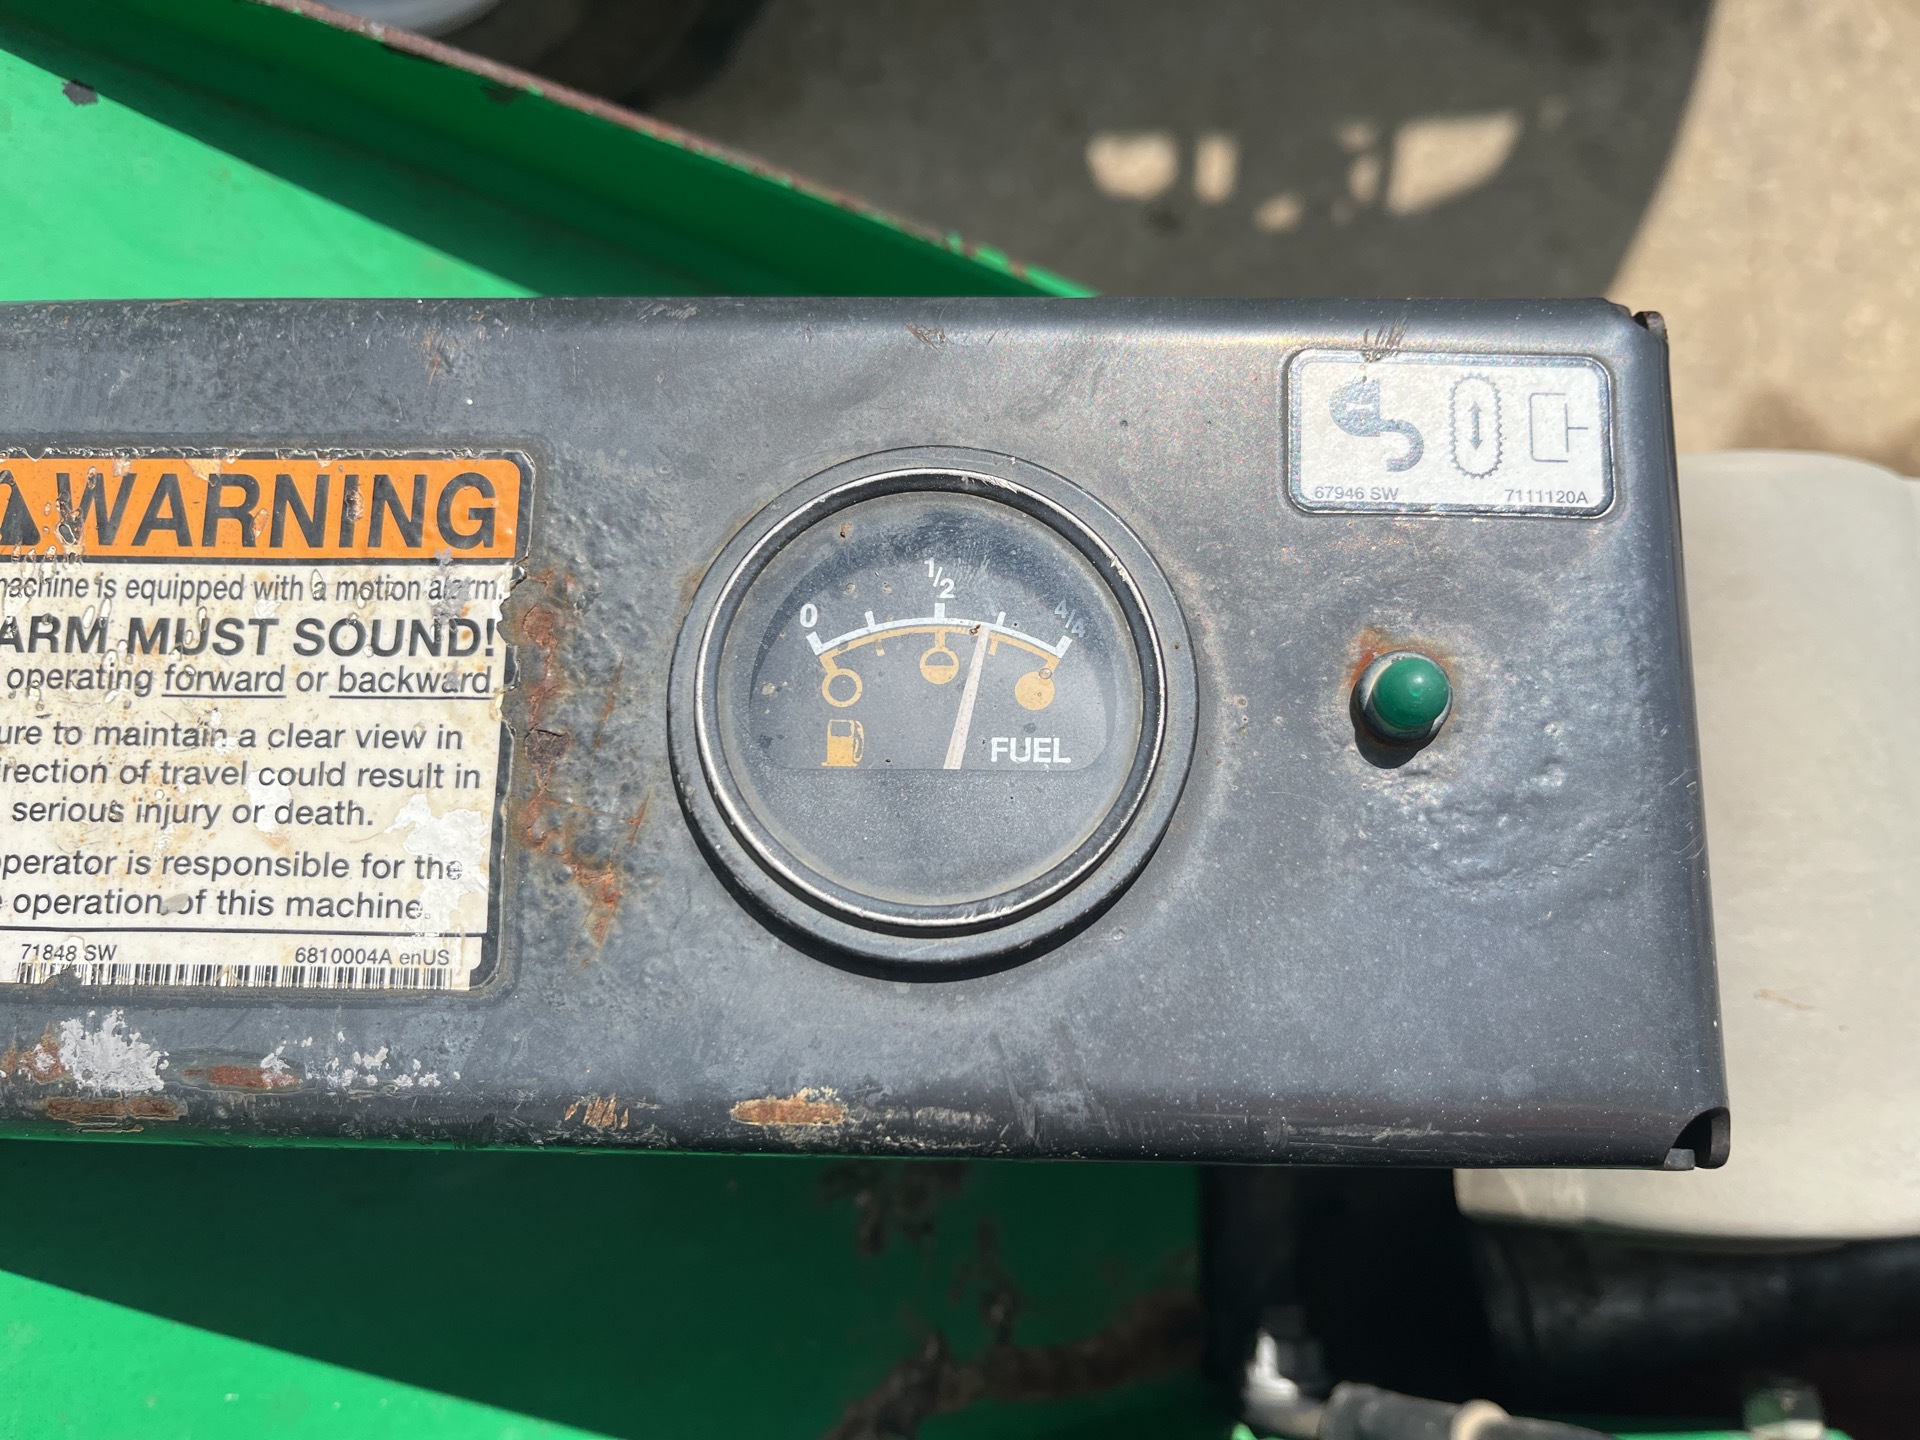 WARNING
machine is equipped with a motion alarm.
ARM MUST SOUND!
operating forward or backward.
ure to maintain a clear view in
irection of travel could result in
serious injury or death.
operator is responsible for the
operation of this machine.
71848 SW 6810004A enUS
0 1/2 4/4
FUEL
67946 SW 7111120A